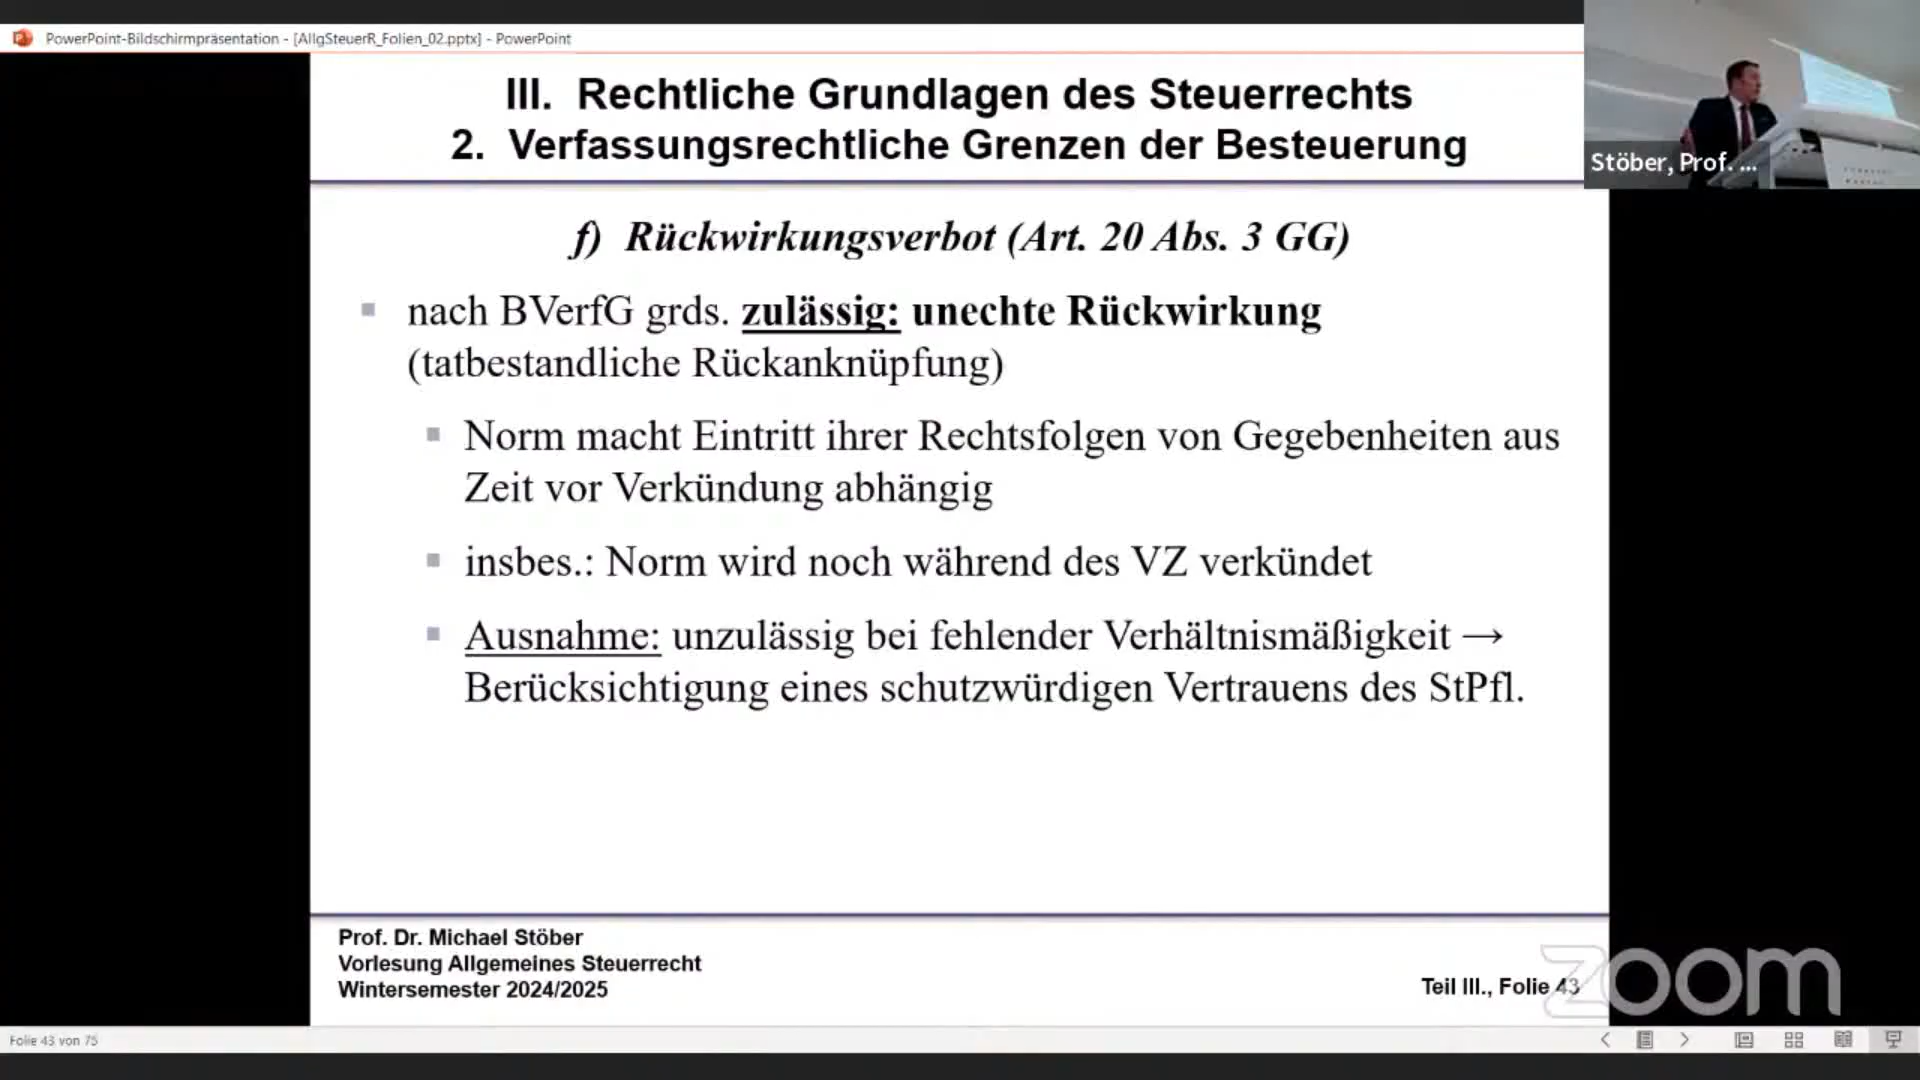 PowerPoint-Bildschirmpräsentation - [AllgSteuerR_Folien_02.pptx] - PowerPoint
III. Rechtliche Grundlagen des Steuerrechts
2. Verfassungsrechtliche Grenzen der Besteuerung
Stöber, Prof. ...
f) Rückwirkungsverbot (Art. 20 Abs. 3 GG)
nach BVerfG grds. zulässig: unechte Rückwirkung
(tatbestandliche Rückanknüpfung)
Norm macht Eintritt ihrer Rechtsfolgen von Gegebenheiten aus
Zeit vor Verkündung abhängig
insbes.: Norm wird noch während des VZ verkündet
Ausnahme: unzulässig bei fehlender Verhältnismäßigkeit →
Berücksichtigung eines schutzwürdigen Vertrauens des StPfl.
Prof. Dr. Michael Stöber
Vorlesung Allgemeines Steuerrecht
Wintersemester 2024/2025
Teil III., Folie 43
zoom
Folie 43 von 75